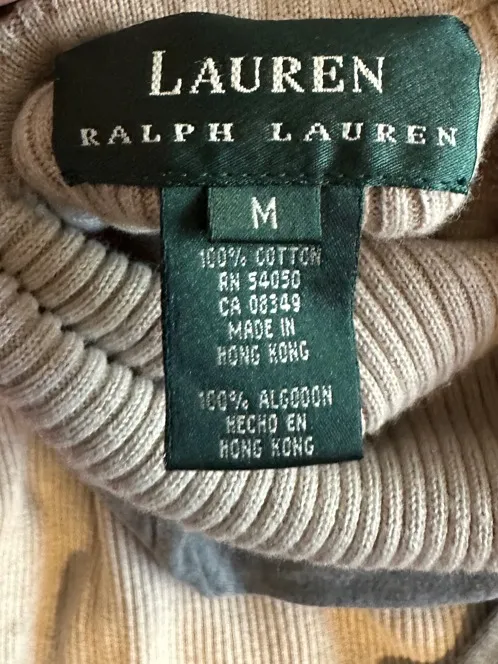 LAUREN
RALPH LAUREN
M
100% COTTON
RN 54050
CA 08349
MADE IN
HONG KONG
100% ALGODON
HECHO EN
HONG KONG